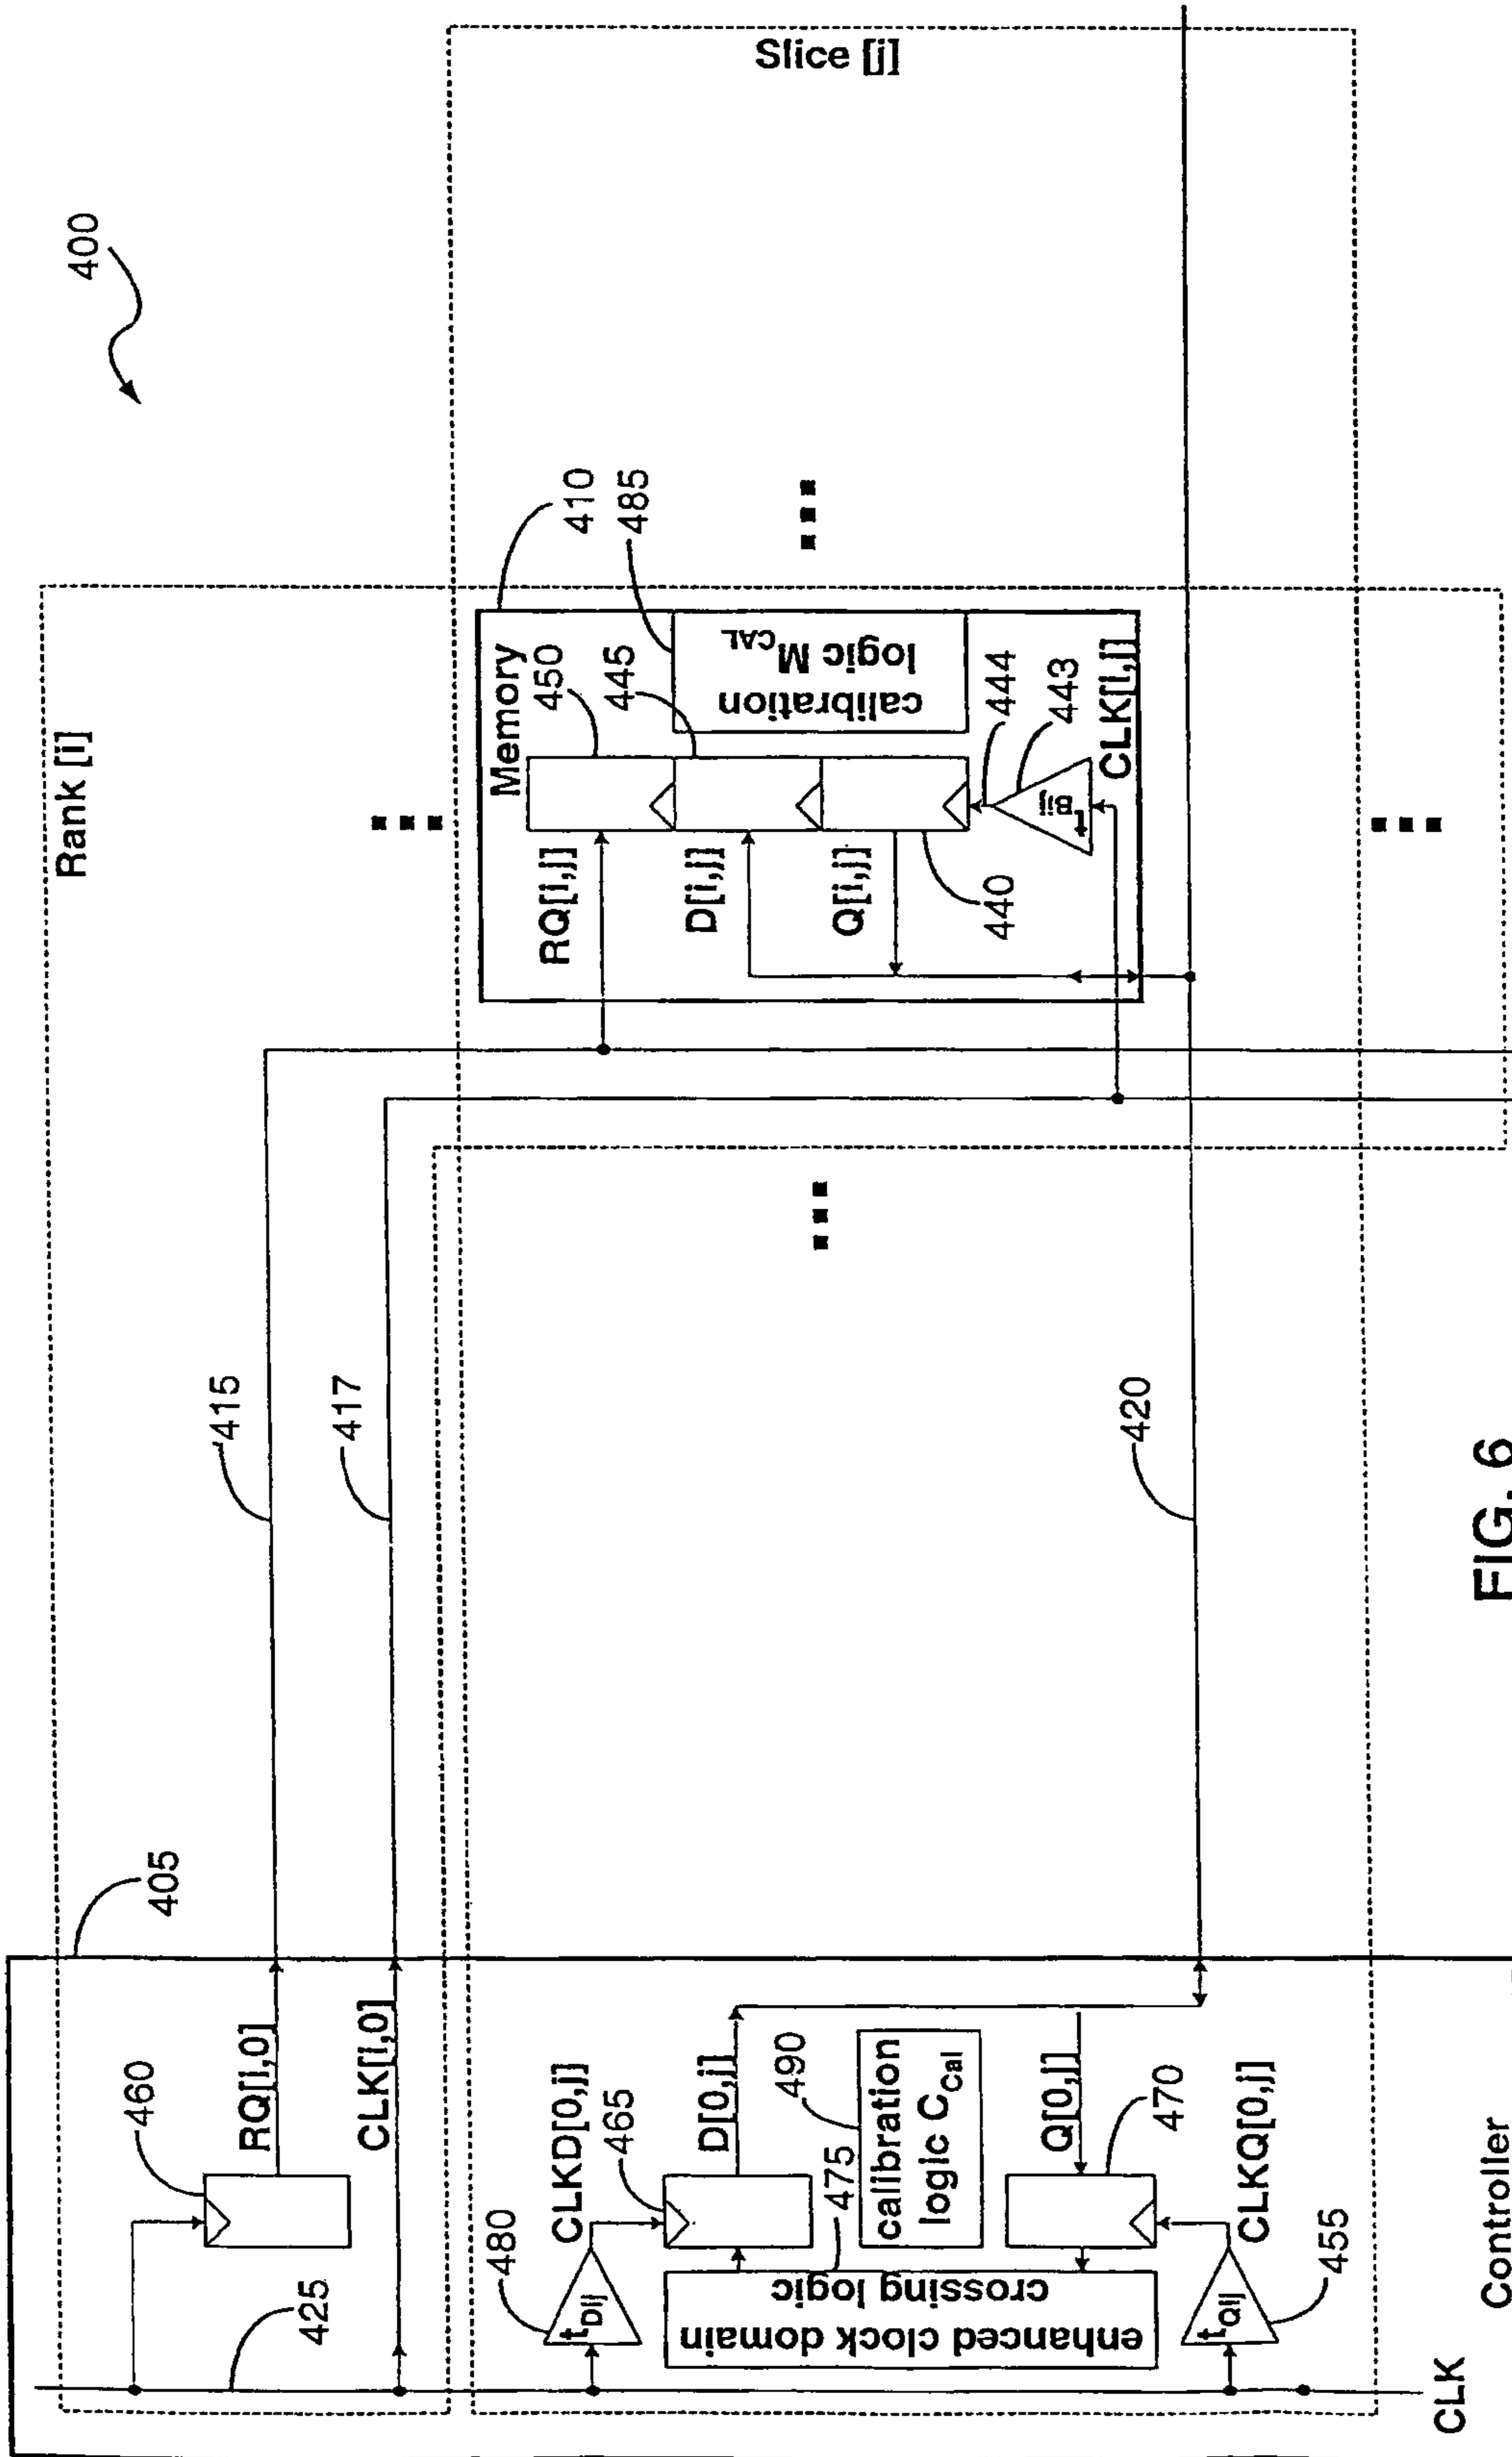 400
Slice [j]
Rank [i]
410
485
Memory
450
445
calibration
logic M_CAL
RQ[i,j]
D[i,j]
Q[i,j]
440
t_Bij
444
443
CLK[i,j]
415
417
420
405
460
RQ[i,0]
CLK[i,0]
425
480
t_Dij
CLKD[0,j]
465
D[0,j]
490
calibration
logic C_Cal
475
enhanced clock domain
crossing logic
Q[0,j]
470
CLKQ[0,j]
t_Qij
455
CLK
Controller
FIG. 6